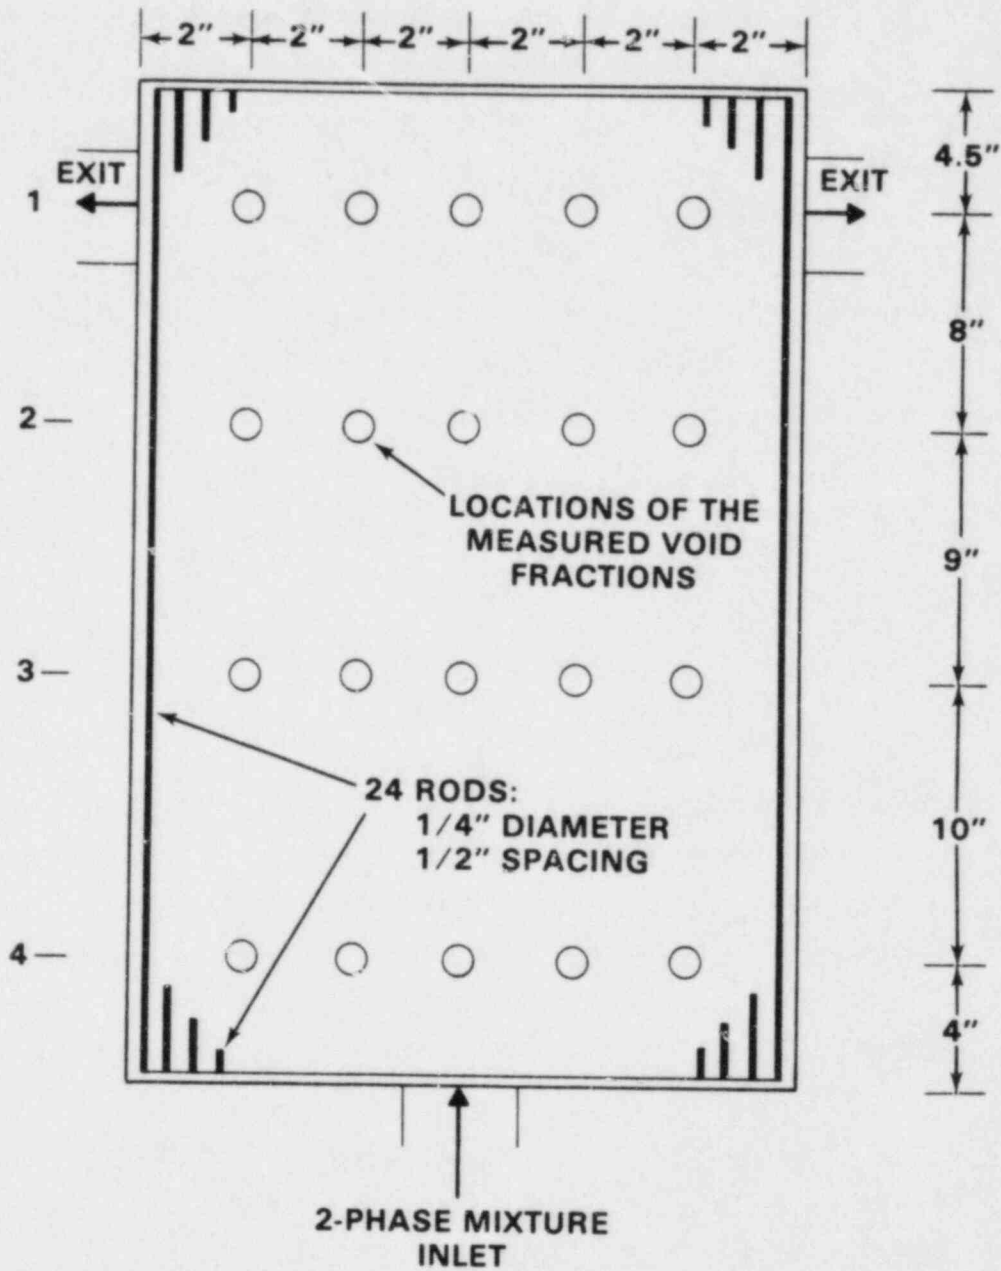 2" 2" 2" 2" 2" 2"
4.5"
EXIT
EXIT
1
8"
2
LOCATIONS OF THE
MEASURED VOID
FRACTIONS
9"
3
24 RODS:
1/4" DIAMETER
1/2" SPACING
10"
4
4"
2-PHASE MIXTURE
INLET